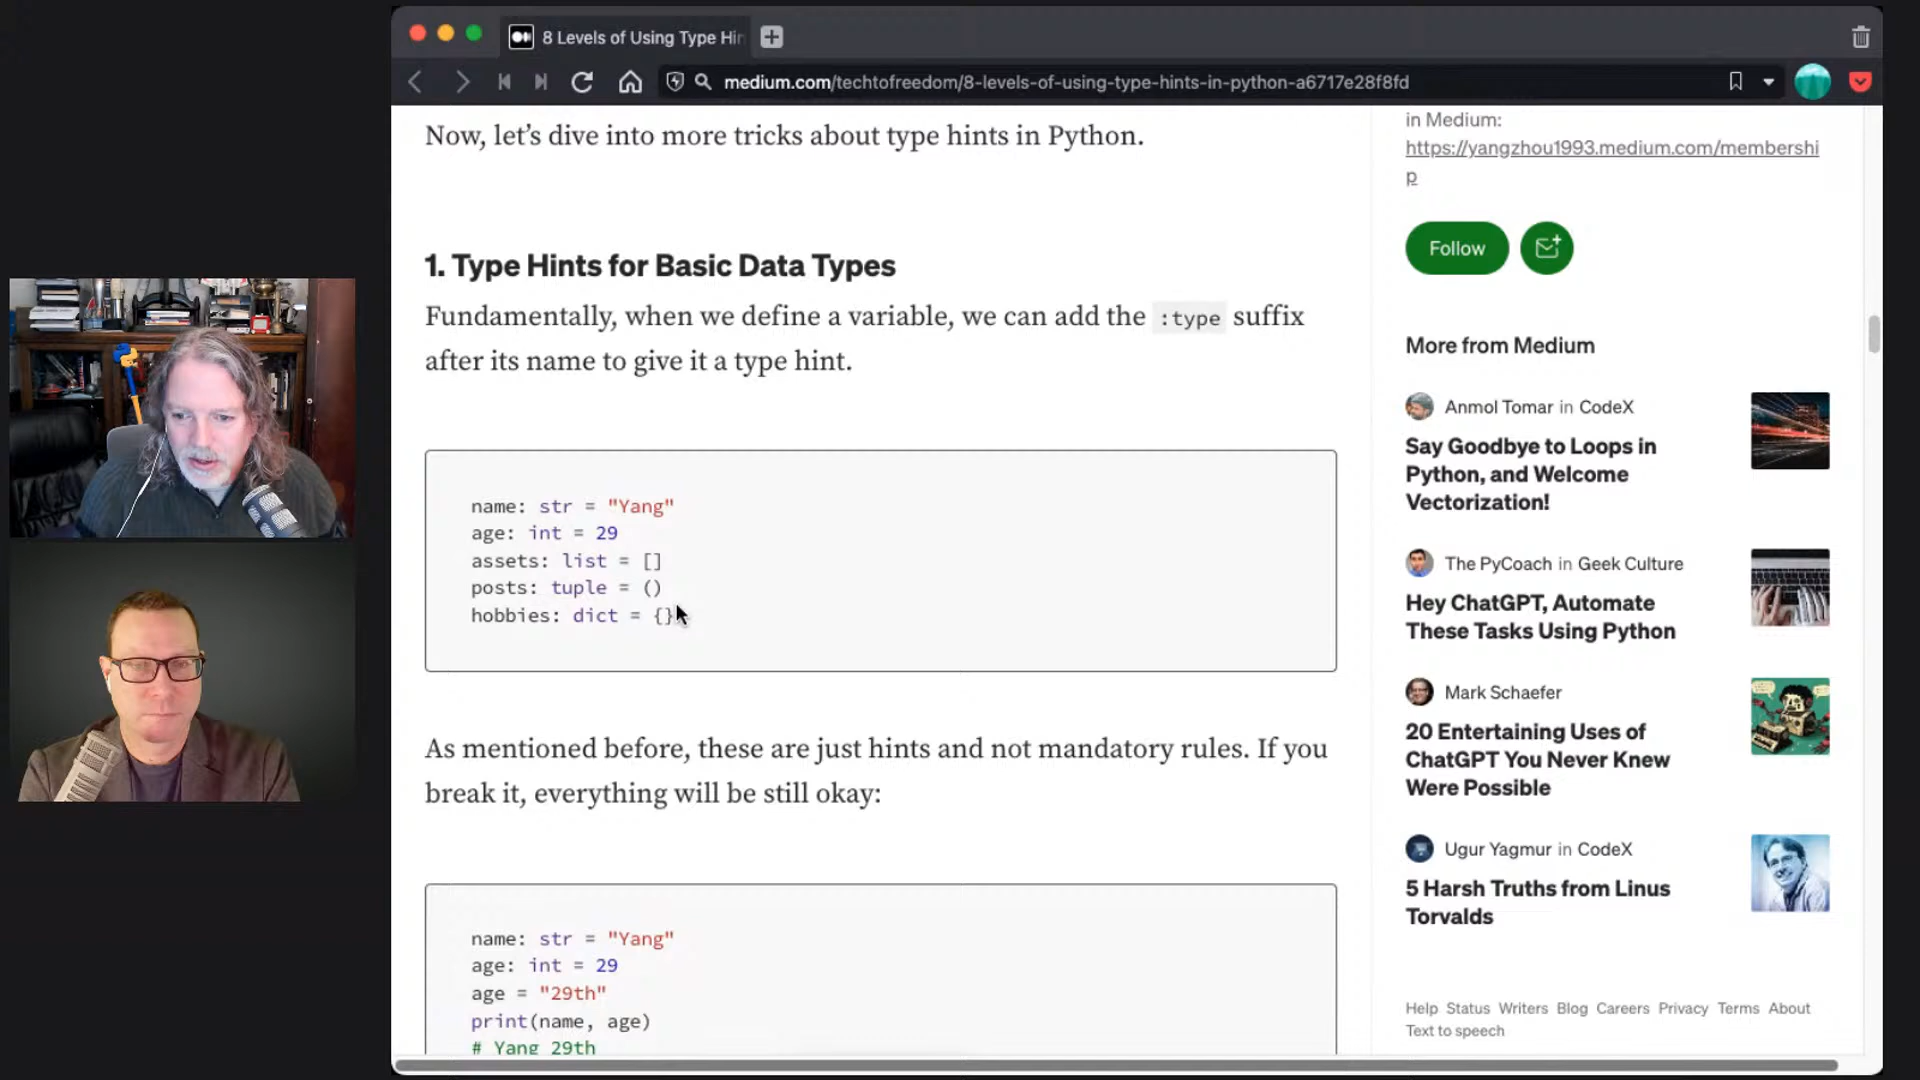 8 Levels of Using Type Hin
medium.com/techtofreedom/8-levels-of-using-type-hints-in-python-a6717e28f8fd
Now, let’s dive into more tricks about type hints in Python.
1. Type Hints for Basic Data Types
Fundamentally, when we define a variable, we can add the :type suffix
after its name to give it a type hint.
name: str = "Yang"
age: int = 29
assets: list = []
posts: tuple = ()
hobbies: dict = {}
As mentioned before, these are just hints and not mandatory rules. If you
break it, everything will be still okay:
name: str = "Yang"
age: int = 29
age = "29th"
print(name, age)
# Yang 29th
in Medium:
https://yangzhou1993.medium.com/membershi
p
Follow
More from Medium
Anmol Tomar in CodeX
Say Goodbye to Loops in
Python, and Welcome
Vectorization!
The PyCoach in Geek Culture
Hey ChatGPT, Automate
These Tasks Using Python
Mark Schaefer
20 Entertaining Uses of
ChatGPT You Never Knew
Were Possible
Ugur Yagmur in CodeX
5 Harsh Truths from Linus
Torvalds
Help Status Writers Blog Careers Privacy Terms About
Text to speech